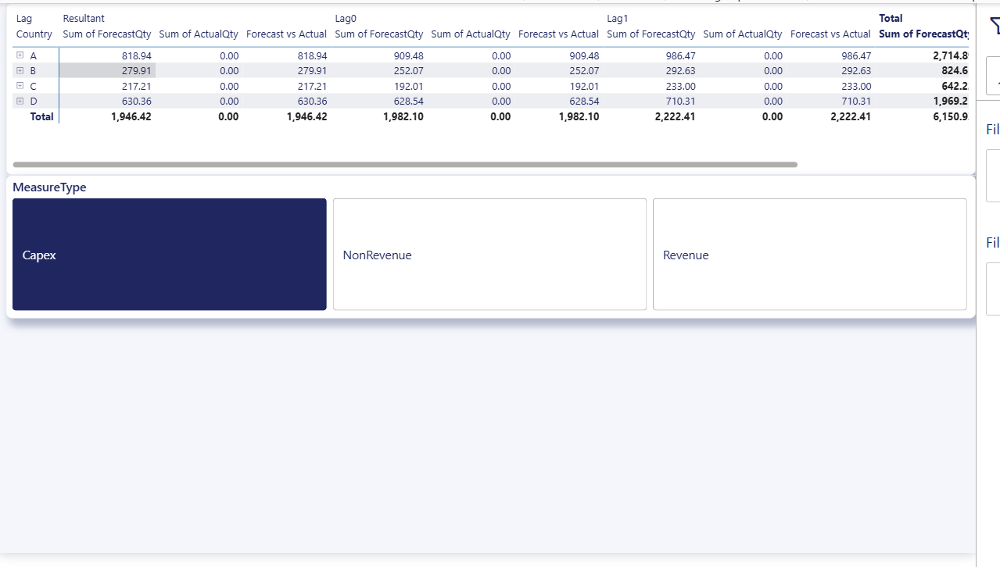 Lag Resultant Lag0 Lag1 Total
Country Sum of ForecastQty Sum of ActualQty Forecast vs Actual Sum of ForecastQty Sum of ActualQty Forecast vs Actual Sum of ForecastQty Sum of ActualQty Forecast vs Actual Sum of ForecastQty
A 818.94 0.00 818.94 909.48 0.00 909.48 986.47 0.00 986.47 2,714.8
B 279.91 0.00 279.91 252.07 0.00 252.07 292.63 0.00 292.63 824.6
C 217.21 0.00 217.21 192.01 0.00 192.01 233.00 0.00 233.00 642.2
D 630.36 0.00 630.36 628.54 0.00 628.54 710.31 0.00 710.31 1,969.2
Total 1,946.42 0.00 1,946.42 1,982.10 0.00 1,982.10 2,222.41 0.00 2,222.41 6,150.9
MeasureType
Capex NonRevenue Revenue
Fil
Fil